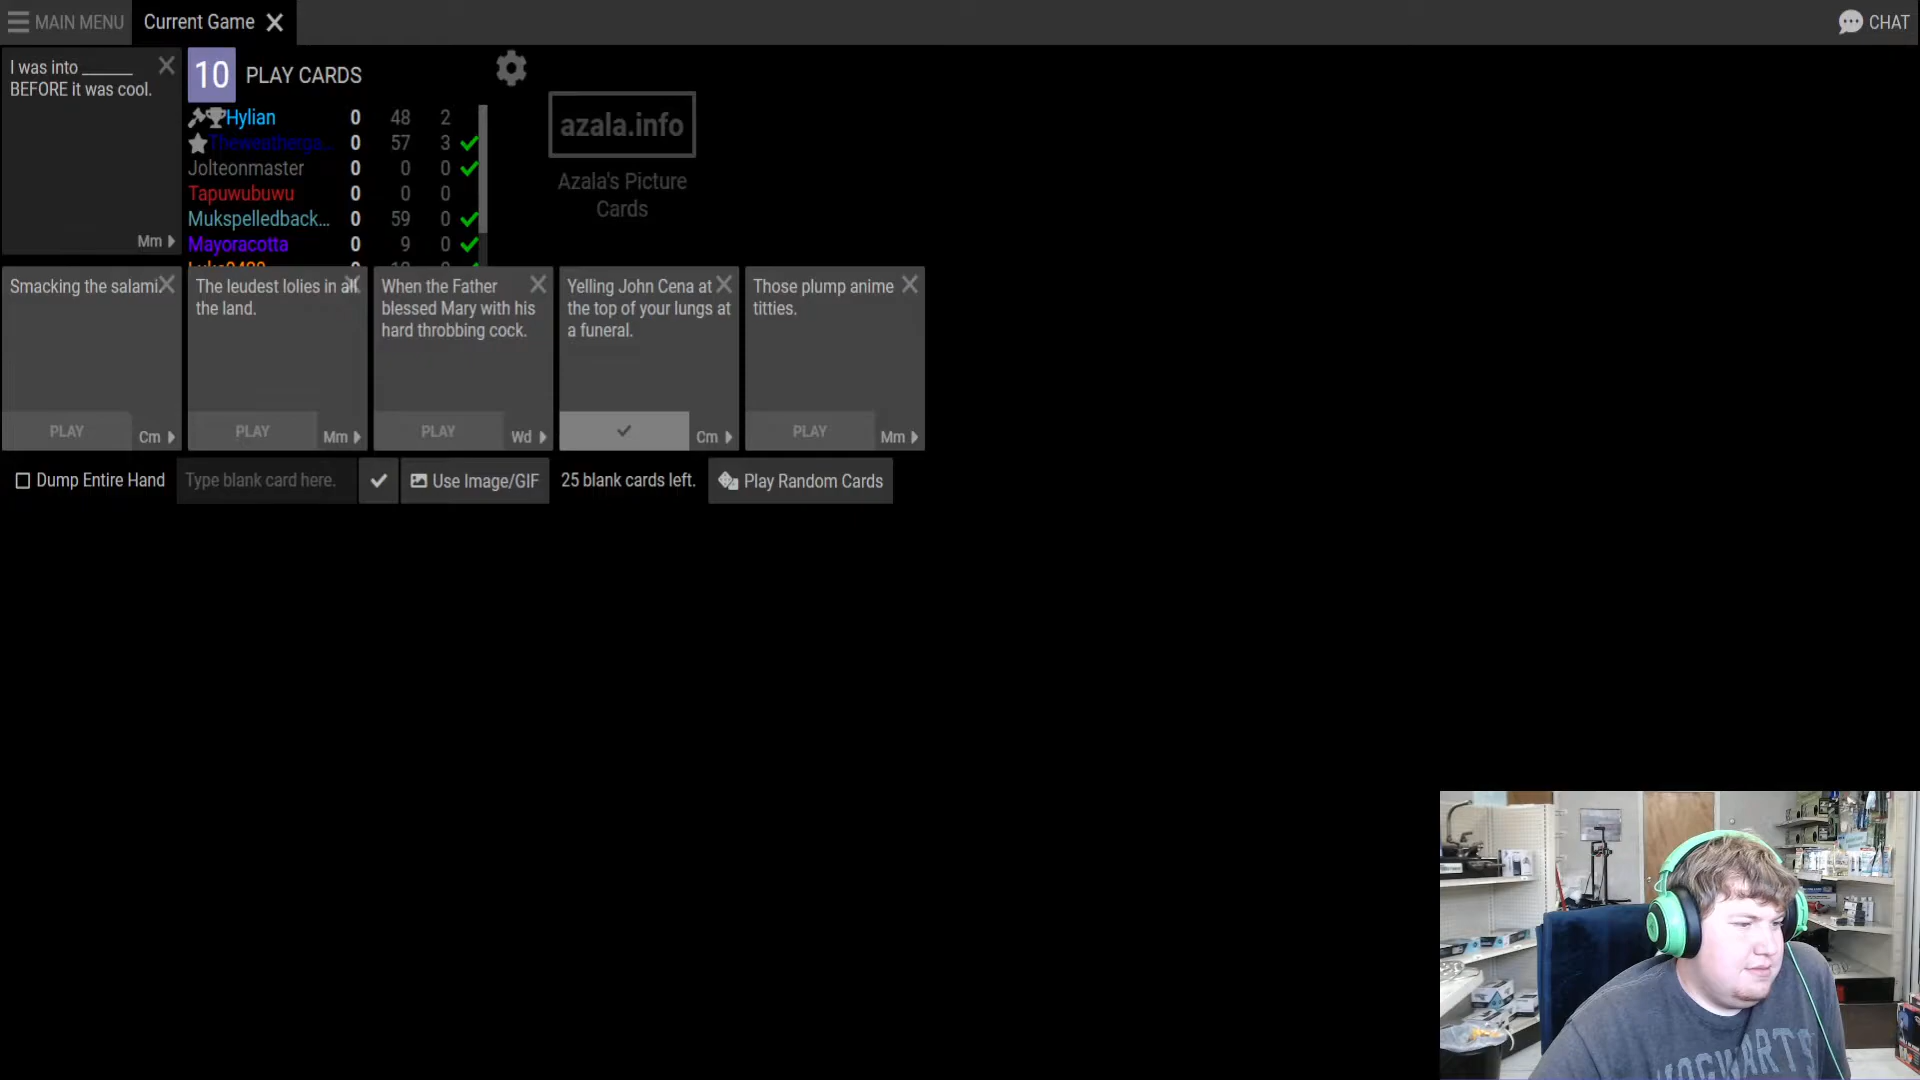 MAIN MENU
Current Game
CHAT
I was into ______
BEFORE it was cool.
Mm
10 PLAY CARDS
Hylian 0 48 2
Theweatherga... 0 57 3
Jolteonmaster 0 0 0
Tapuwubuwu 0 0 0
Mukspelledback... 0 59 0
Mayoracotta 0 9 0
azala.info
Azala's Picture
Cards
Smacking the salami.
PLAY
Cm
The leudest lolies in all
the land.
PLAY
Mm
When the Father
blessed Mary with his
hard throbbing cock.
PLAY
Wd
Yelling John Cena at
the top of your lungs at
a funeral.
Cm
Those plump anime
titties.
PLAY
Mm
Dump Entire Hand
Type blank card here.
Use Image/GIF
25 blank cards left.
Play Random Cards
HOGWARTS